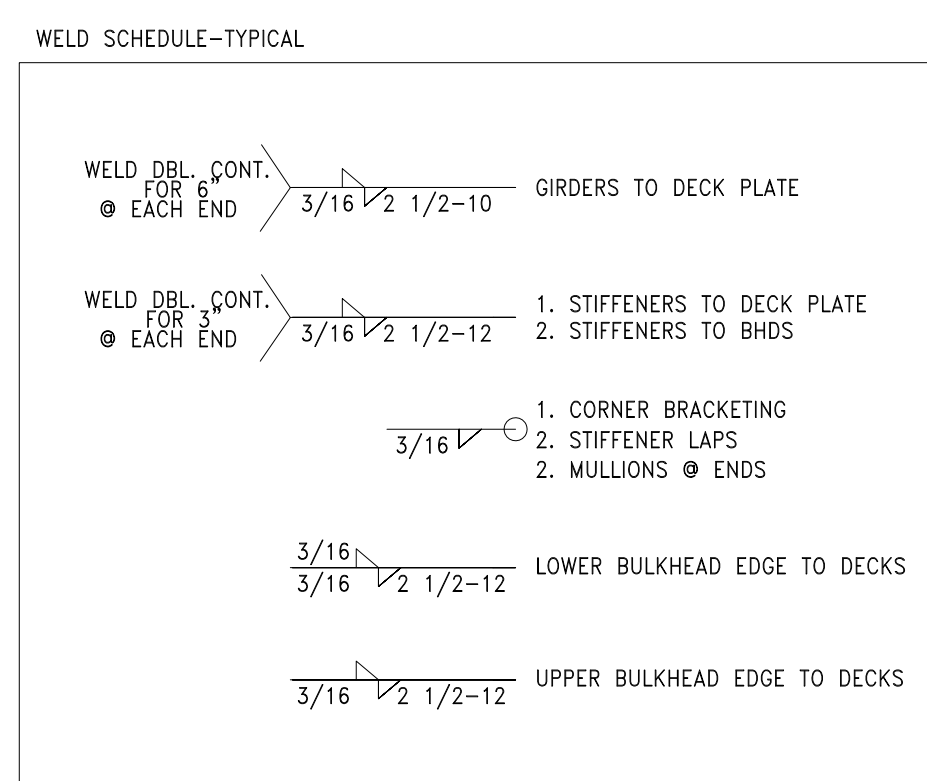 WELD SCHEDULE-TYPICAL
WELD DBL. CONT.
FOR 6"
@ EACH END
3/16 2 1/2-10
GIRDERS TO DECK PLATE
WELD DBL. CONT.
FOR 3"
@ EACH END
3/16 2 1/2-12
1. STIFFENERS TO DECK PLATE
2. STIFFENERS TO BHDS
3/16
1. CORNER BRACKETING
2. STIFFENER LAPS
2. MULLIONS @ ENDS
3/16
3/16 2 1/2-12
LOWER BULKHEAD EDGE TO DECKS
3/16 2 1/2-12
UPPER BULKHEAD EDGE TO DECKS